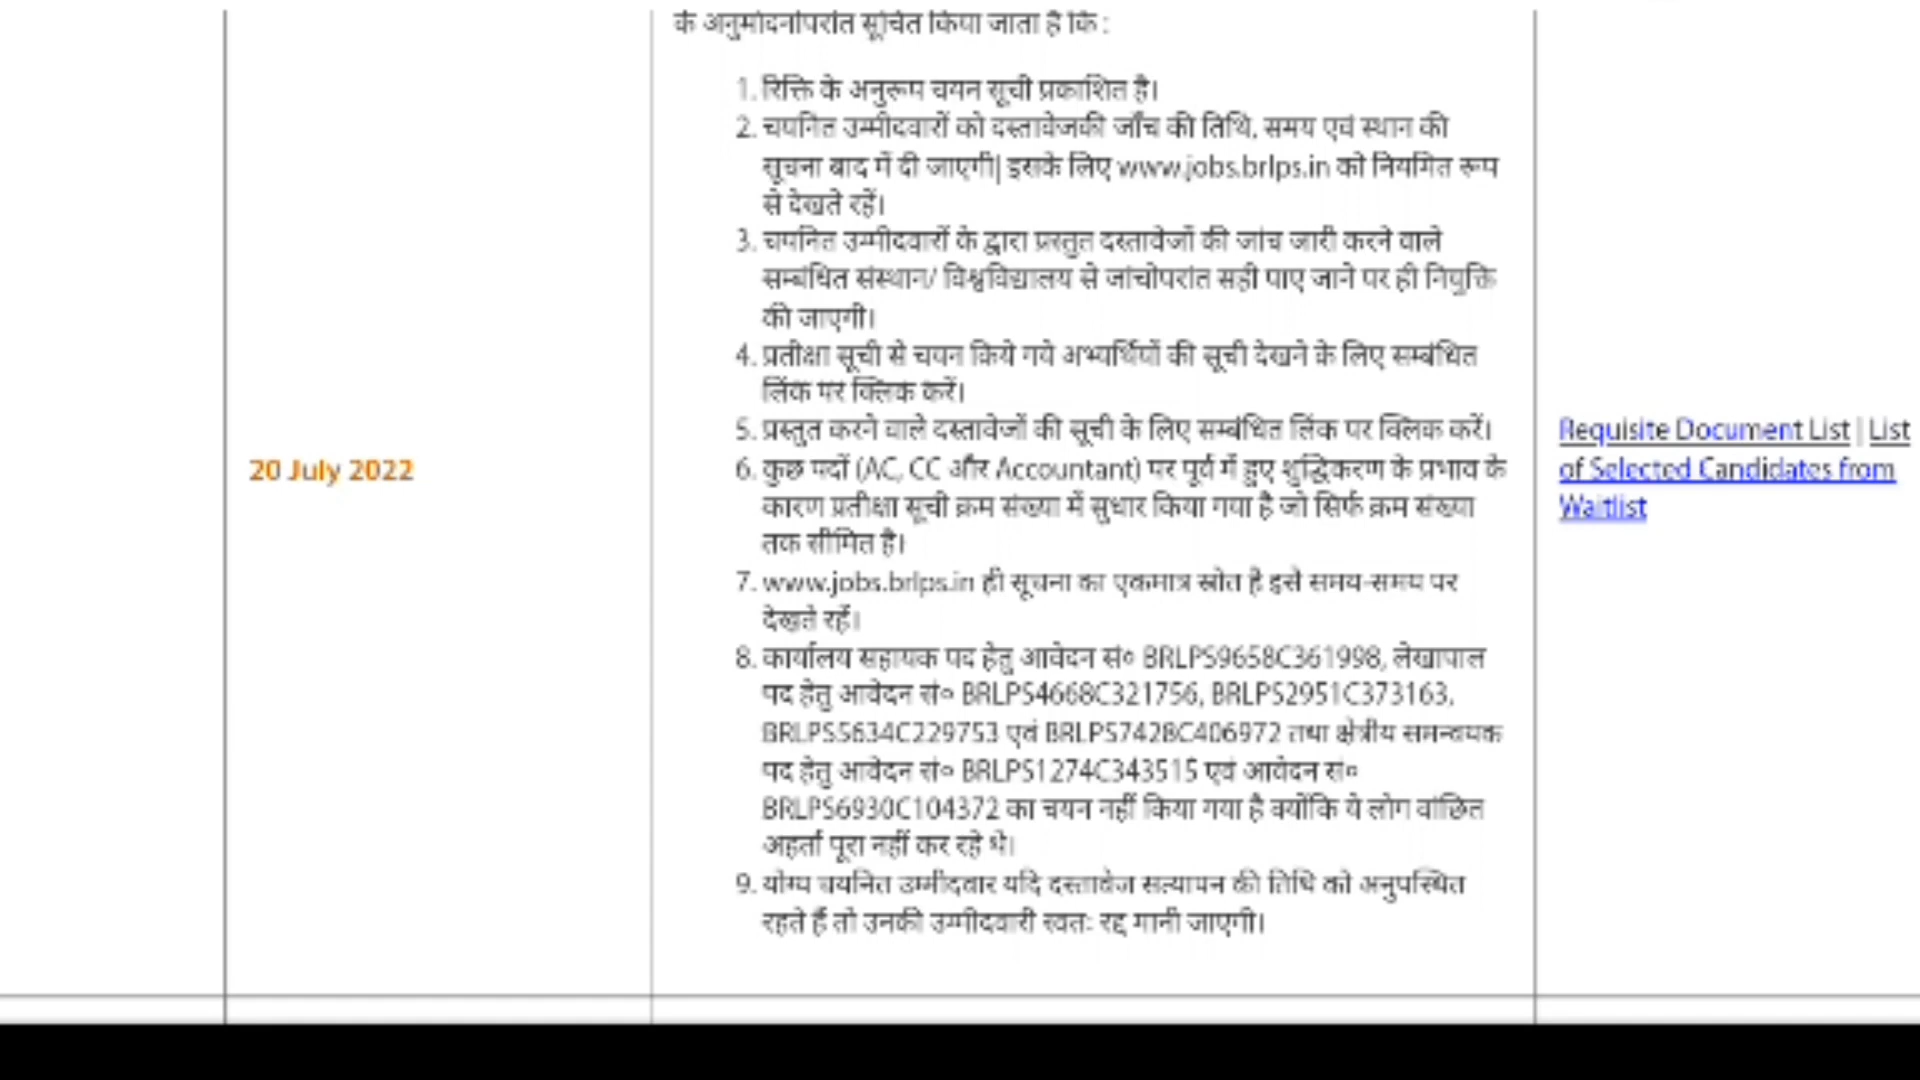 के अनुमोदनोपरांत सूचित किया जाता है कि :
1. रिक्ति के अनुरूप चयन सूची प्रकाशित है।
2. चयनित उम्मीदवारों को दस्तावेजकी जाँच की तिथि, समय एवं स्थान की
सूचना बाद में दी जाएगी| इसके लिए www.jobs.brlps.in को नियमित रूप
से देखते रहें।
3. चयनित उम्मीदवारों के द्वारा प्रस्तुत दस्तावेजों की जांच जारी करने वाले
सम्बंधित संस्थान/ विश्वविद्यालय से जांचोपरांत सही पाए जाने पर ही नियुक्ति
की जाएगी।
4. प्रतीक्षा सूची से चयन किये गये अभ्यर्थियों की सूची देखने के लिए सम्बंधित
लिंक पर क्लिक करें।
5. प्रस्तुत करने वाले दस्तावेजों की सूची के लिए सम्बंधित लिंक पर क्लिक करें।
Requisite Document List | List
20 July 2022
6. कुछ पदों (AC, CC और Accountant) पर पूर्व में हुए शुद्धिकरण के प्रभाव के
of Selected Candidates from
कारण प्रतीक्षा सूची क्रम संख्या में सुधार किया गया है जो सिर्फ क्रम संख्या
Waitlist
तक सीमित है।
7. www.jobs.brlps.in ही सूचना का एकमात्र स्रोत है इसे समय-समय पर
देखते रहें।
8. कार्यालय सहायक पद हेतु आवेदन सं० BRLPS9658C361998, लेखापाल
पद हेतु आवेदन सं० BRLPS4668C321756, BRLPS2951C373163,
BRLPS5634C229753 एवं BRLPS7428C406972 तथा क्षेत्रीय समन्वयक
पद हेतु आवेदन सं० BRLPS1274C343515 एवं आवेदन सं०
BRLPS6930C104372 का चयन नहीं किया गया है क्योंकि ये लोग वांछित
अहर्ता पूरा नहीं कर रहे थे।
9. योग्य चयनित उम्मीदवार यदि दस्तावेज सत्यापन की तिथि को अनुपस्थित
रहते हैं तो उनकी उम्मीदवारी स्वतः रद्द मानी जाएगी।